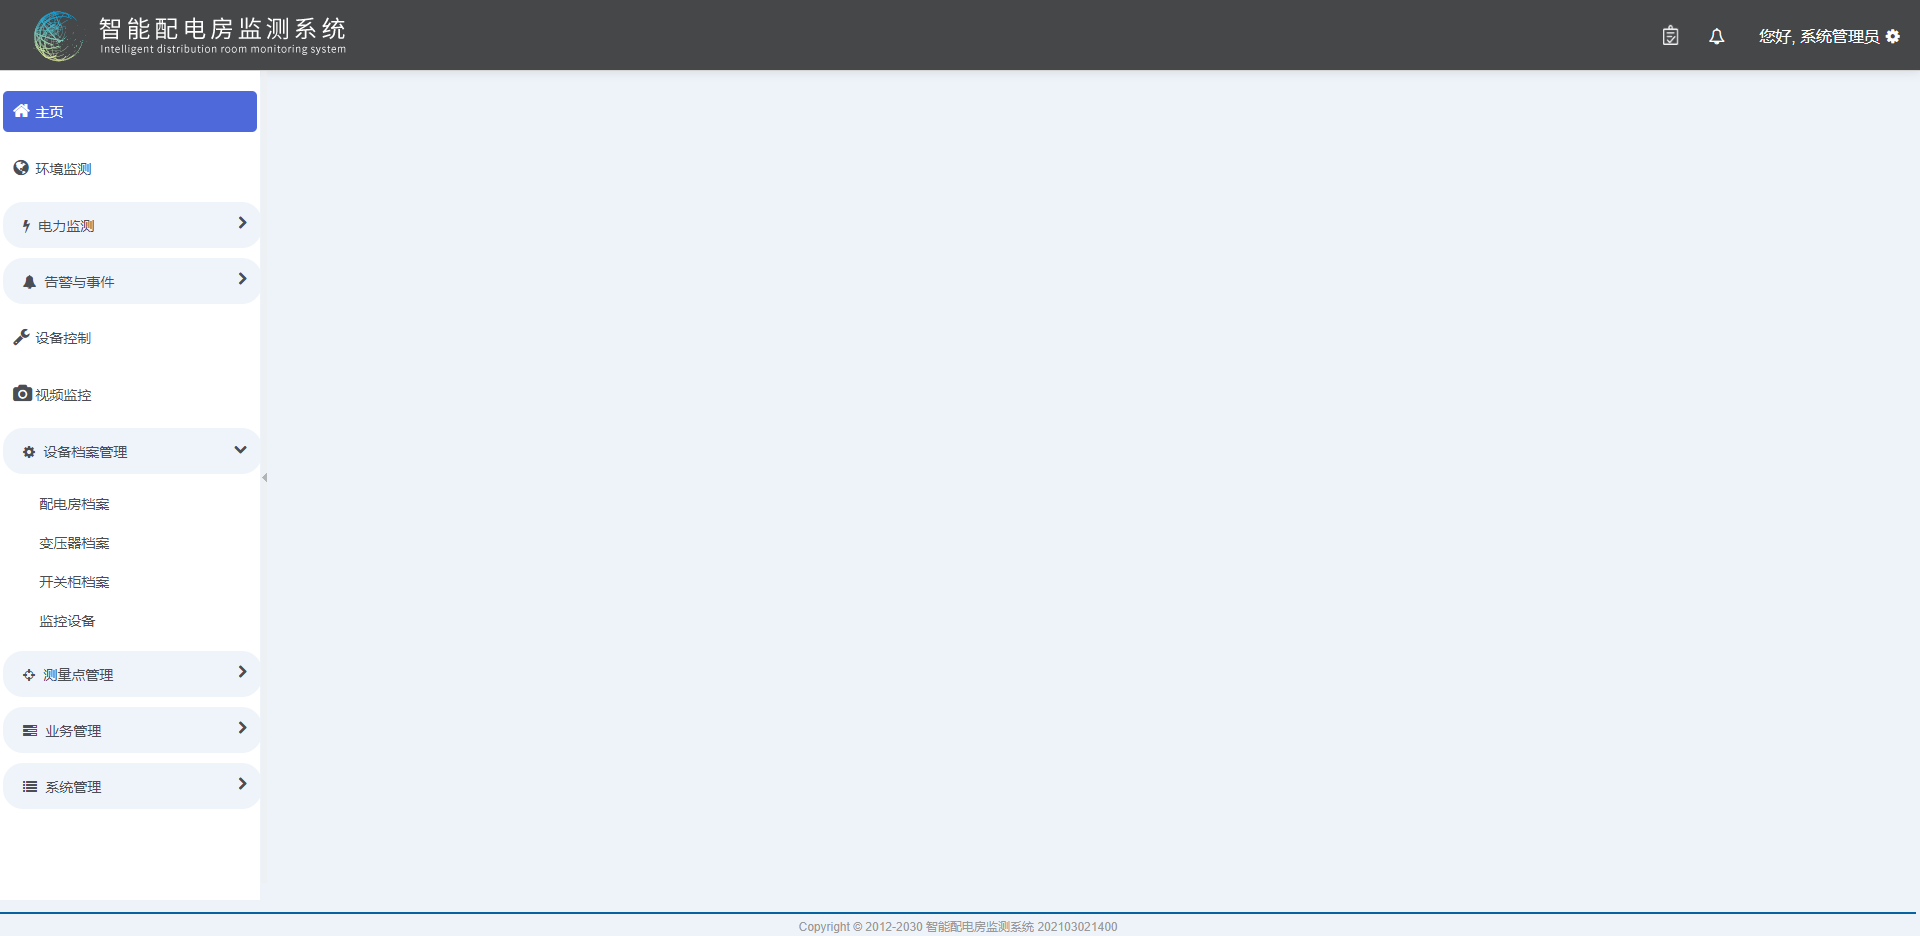 智能配电房监测系统
Intelligent distribution room monitoring system
您好, 系统管理员
主页
环境监测
电力监测
告警与事件
设备控制
视频监控
设备档案管理
配电房档案
变压器档案
开关柜档案
监控设备
测量点管理
业务管理
系统管理
Copyright © 2012-2030 智能配电房监测系统 202103021400